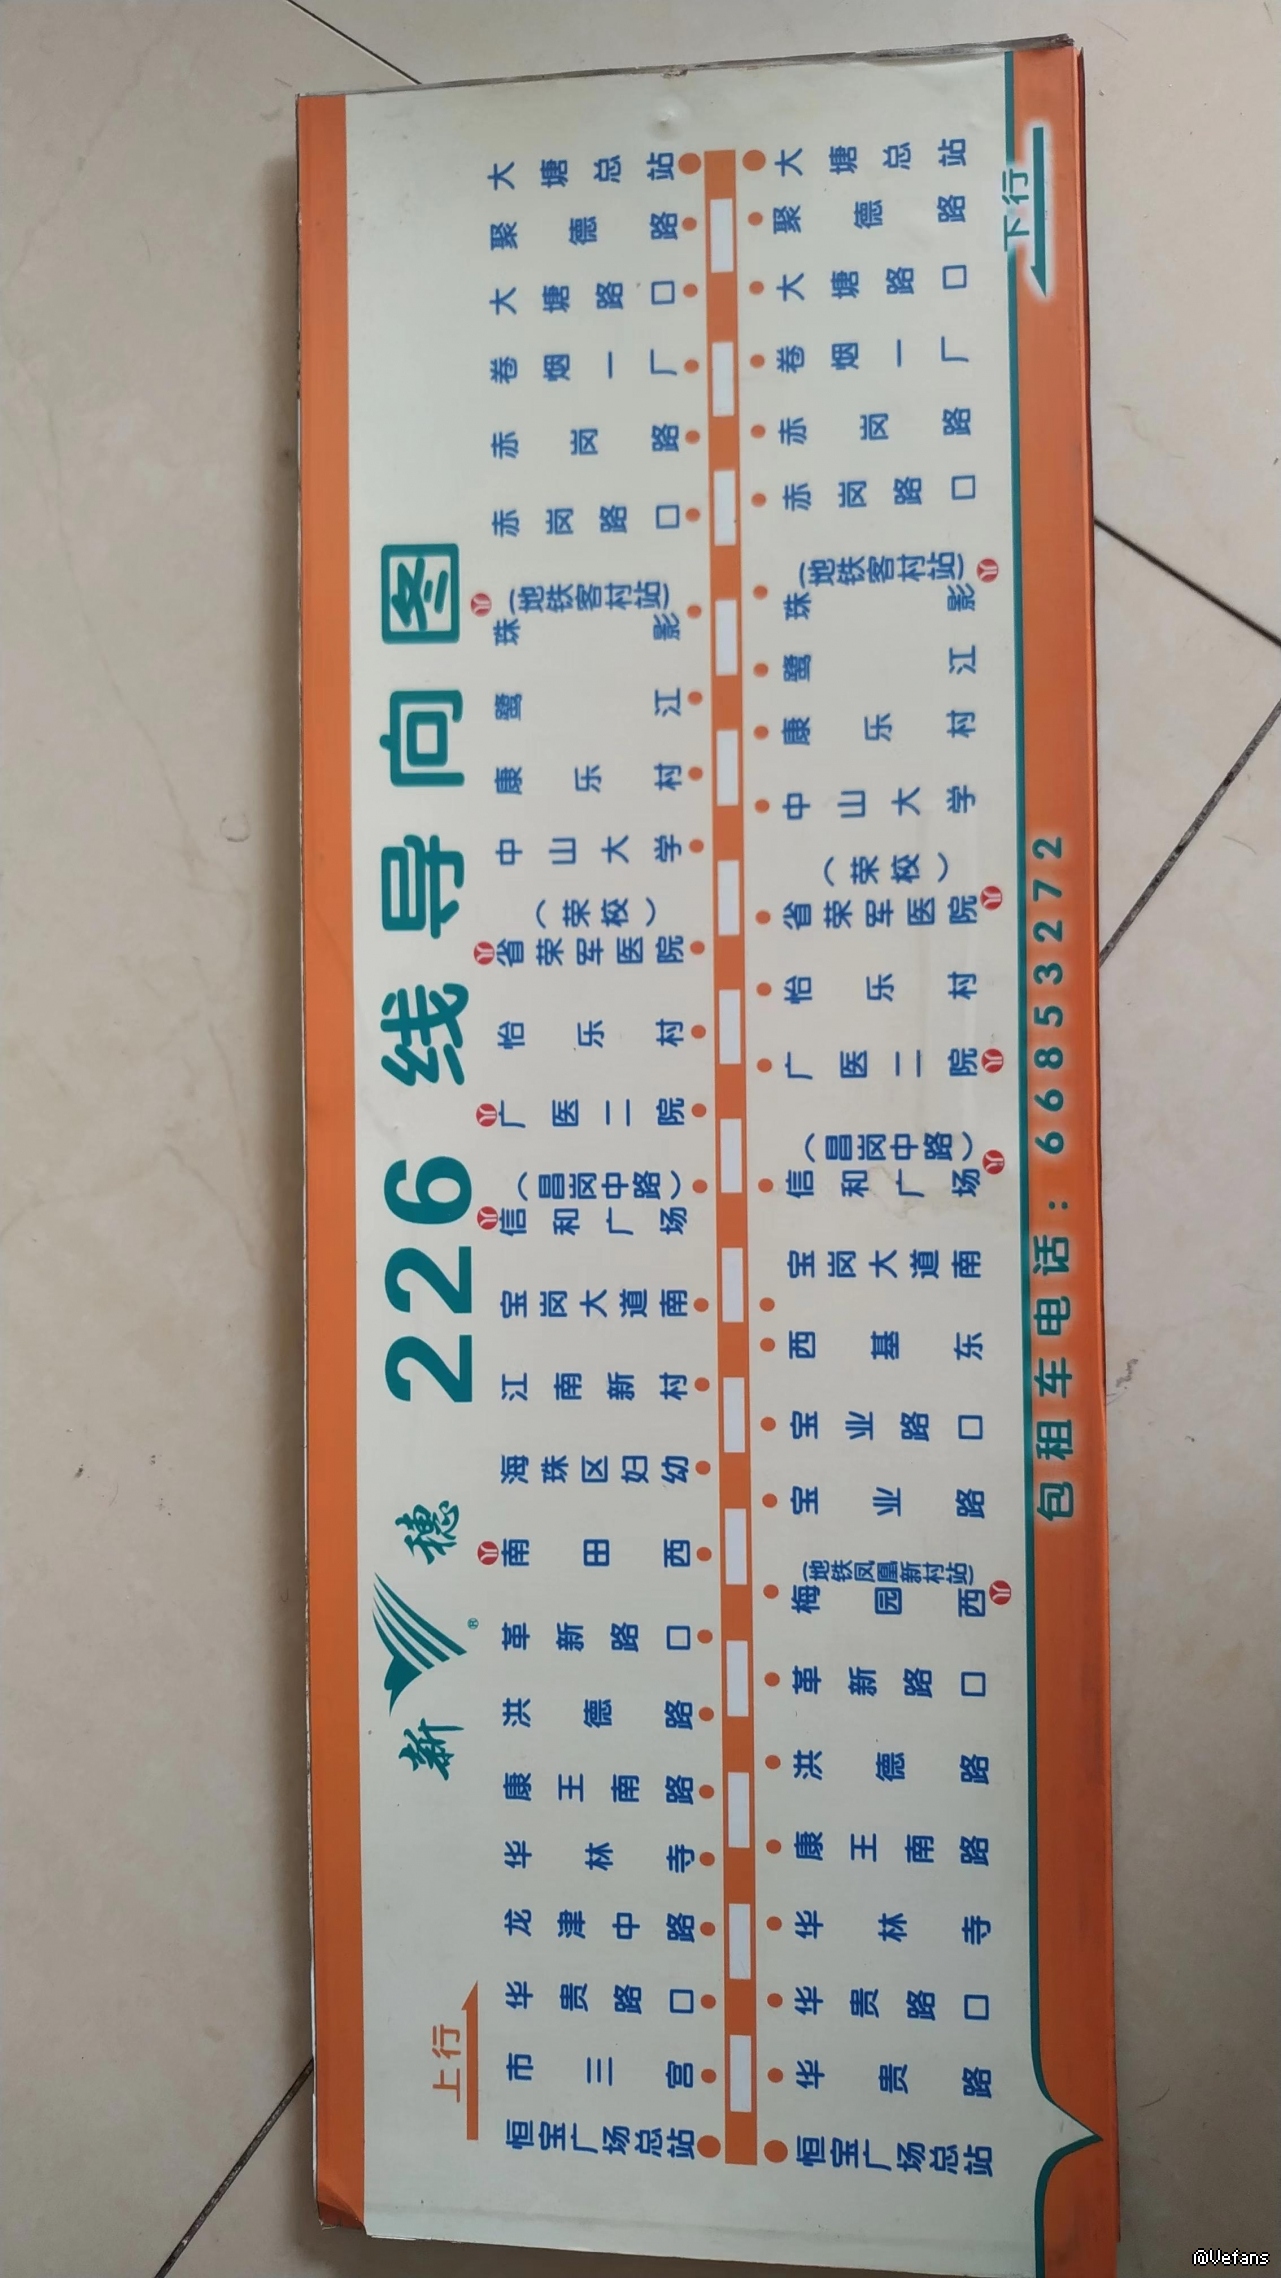 新穗 ® 226线导向图
上行
恒宝广场总站
市三宫
华贵路口
龙津中路
华林寺
康王南路
洪德路
革新路口
南田西
海珠区妇幼
江南新村
宝岗大道南
信和广场
(昌岗中路)
广医二院
怡乐村
省荣军医院
(荣校)
中山大学
康乐村
鹭江
珠影
(地铁客村站)
赤岗路口
赤岗路
卷烟一厂
大塘路口
聚德路
大塘总站
恒宝广场总站
华贵路
华贵路口
华林寺
康王南路
洪德路
革新路口
梅园西
(地铁凤凰新村站)
宝业路
宝业路口
西基东
宝岗大道南
信和广场
(昌岗中路)
广医二院
怡乐村
省荣军医院
(荣校)
中山大学
康乐村
鹭江
珠影
(地铁客村站)
赤岗路口
赤岗路
卷烟一厂
大塘路口
聚德路
大塘总站
下行
包租车电话:66853272
@Vefans